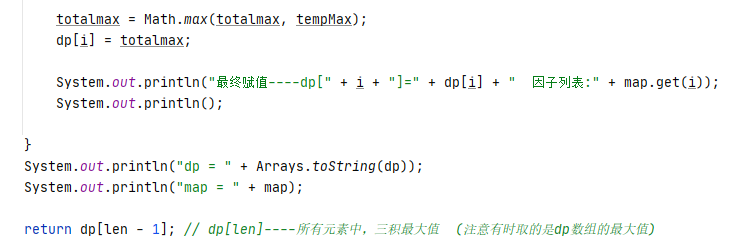 totalmax = Math.max(totalmax, tempMax);
dp[i] = totalmax;
System.out.println("最终赋值----dp[" + i + "]=" + dp[i] + "  因子列表:" + map.get(i));
System.out.println();
}
System.out.println("dp = " + Arrays.toString(dp));
System.out.println("map = " + map);
return dp[len - 1]; // dp[len]----所有元素中，三积最大值  (注意有时取的是dp数组的最大值)